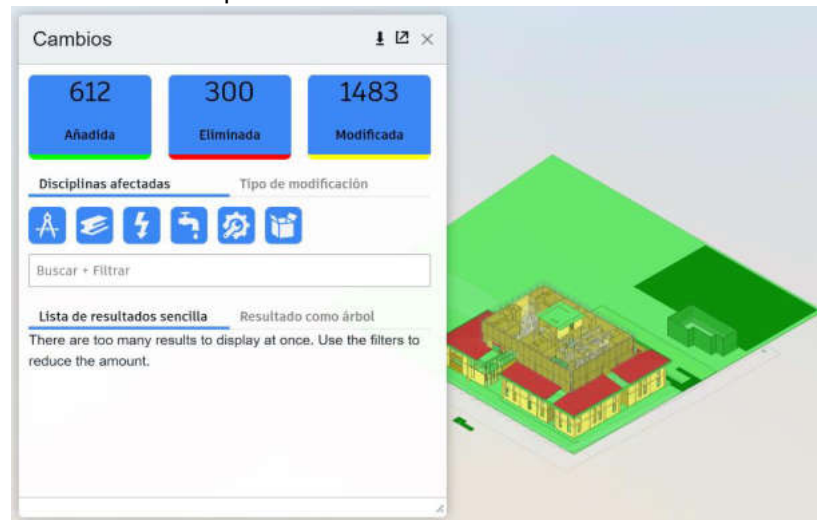 Cambios
612
300
1483
Añadida
Eliminada
Modificada
Disciplinas afectadas
Tipo de modificación
Buscar + Filtrar
Lista de resultados sencilla
Resultado como árbol
There are too many results to display at once. Use the filters to
reduce the amount.